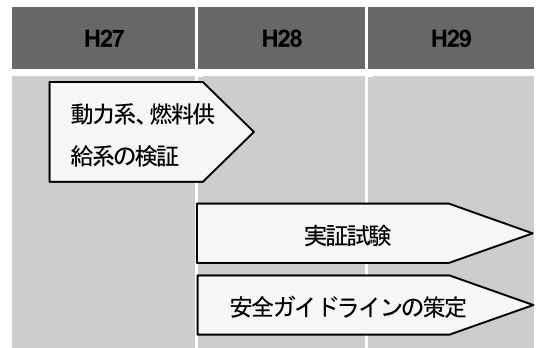 H27 H28 H29
動力系、燃料供
給系の検証
実証試験
安全ガイドラインの策定